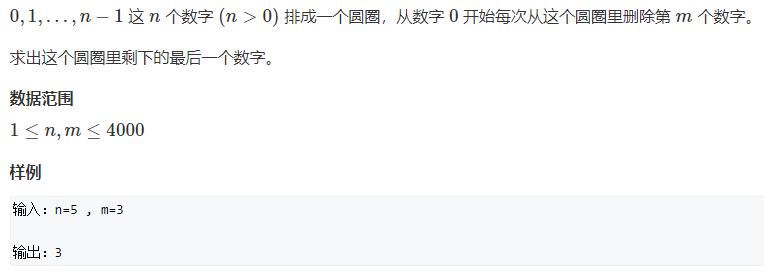 0, 1, . . . , n − 1 这 n 个数字 (n > 0) 排成一个圆圈，从数字 0 开始每次从这个圆圈里删除第 m 个数字。
求出这个圆圈里剩下的最后一个数字。
数据范围
1 ≤ n, m ≤ 4000
样例
输入：n=5 , m=3
输出：3